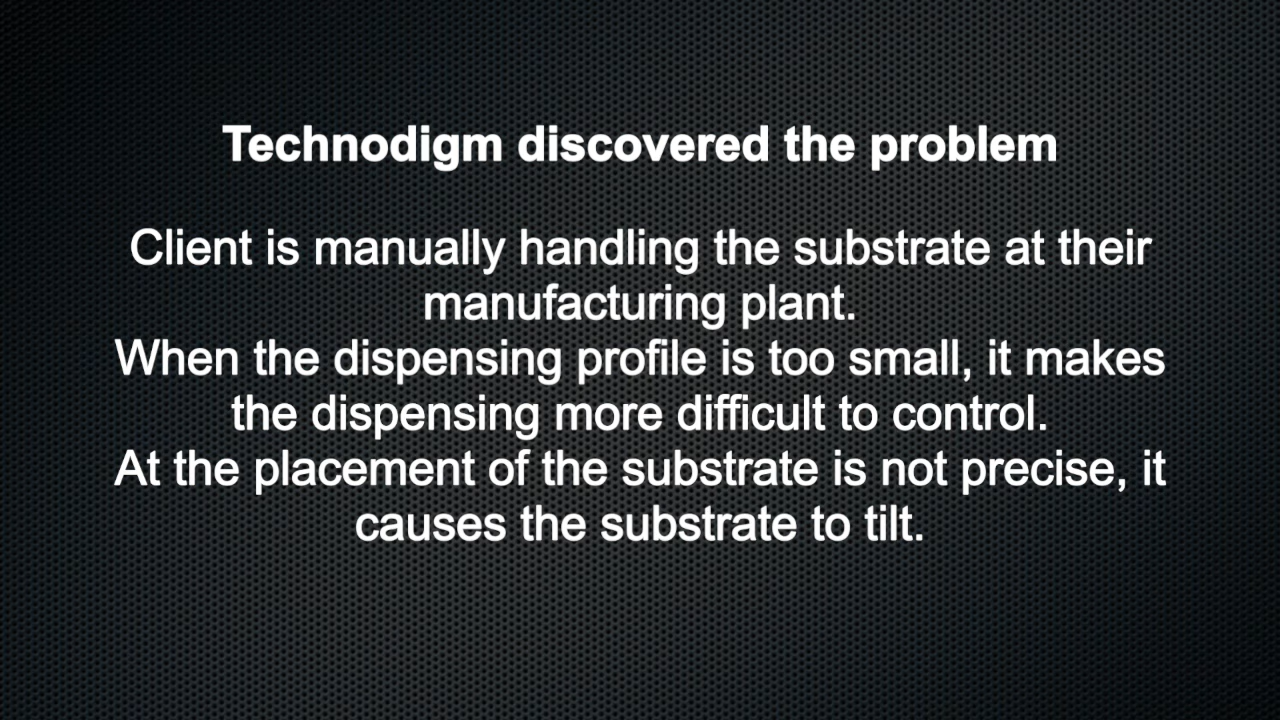 Technodigm discovered the problem
Client is manually handling the substrate at their
manufacturing plant.
When the dispensing profile is too small, it makes
the dispensing more difficult to control.
At the placement of the substrate is not precise, it
causes the substrate to tilt.